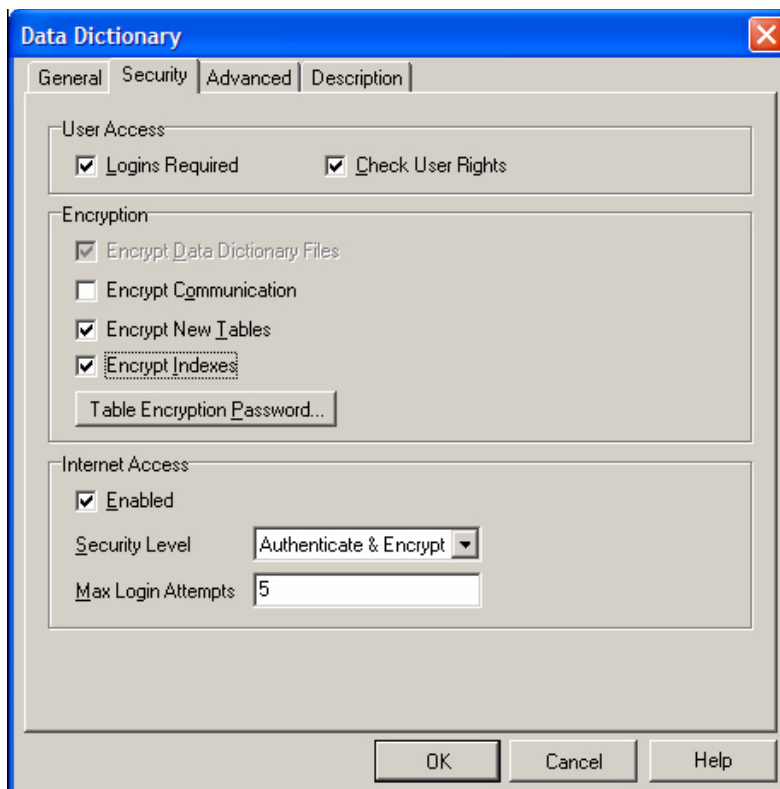 Data Dictionary
General Security Advanced Description
User Access
Logins Required Check User Rights
Encryption
Encrypt Data Dictionary Files
Encrypt Communication
Encrypt New Tables
Encrypt Indexes
Table Encryption Password...
Internet Access
Enabled
Security Level Authenticate & Encrypt
Max Login Attempts 5
OK Cancel Help